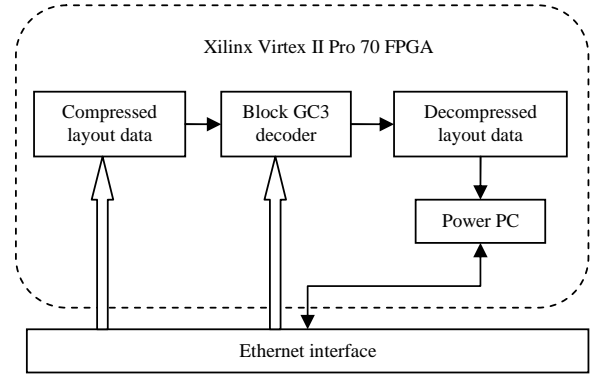 Xilinx Virtex II Pro 70 FPGA
Compressed
layout data
Block GC3
decoder
Decompressed
layout data
Power PC
Ethernet interface